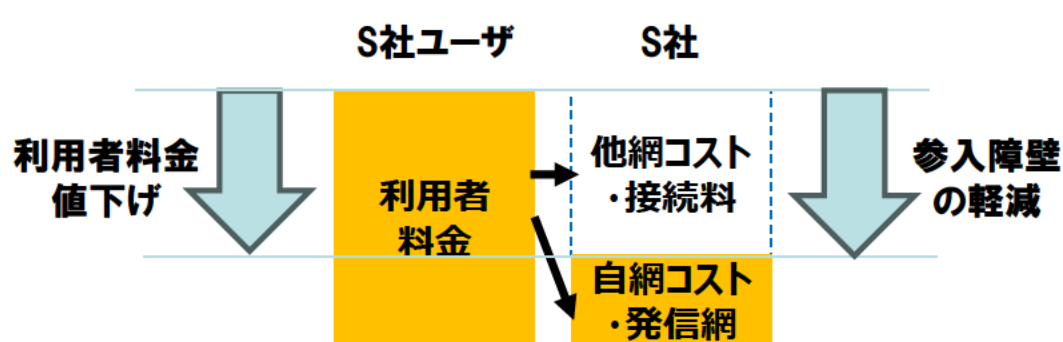 S社ユーザ
S社
利用者料金
値下げ
利用者
料金
他網コスト
・接続料
自網コスト
・発信網
参入障壁
の軽減